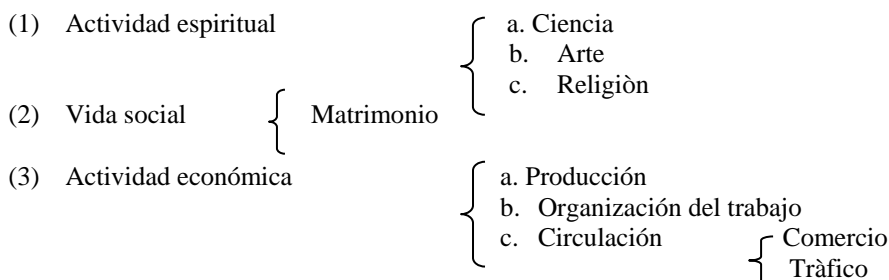 (1) Actividad espiritual
a. Ciencia
b. Arte
c. Religiòn
(2) Vida social
Matrimonio
(3) Actividad económica
a. Producción
b. Organización del trabajo
c. Circulación
Comercio
Tràfico